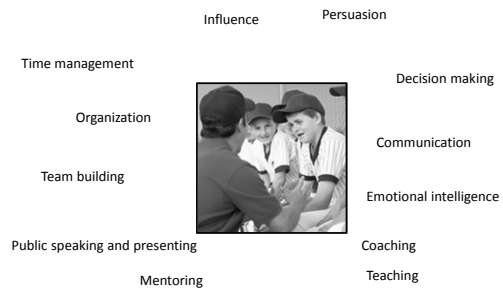 Influence
Persuasion
Time management
Decision making
Organization
Communication
Team building
Emotional intelligence
Public speaking and presenting
Coaching
Mentoring
Teaching